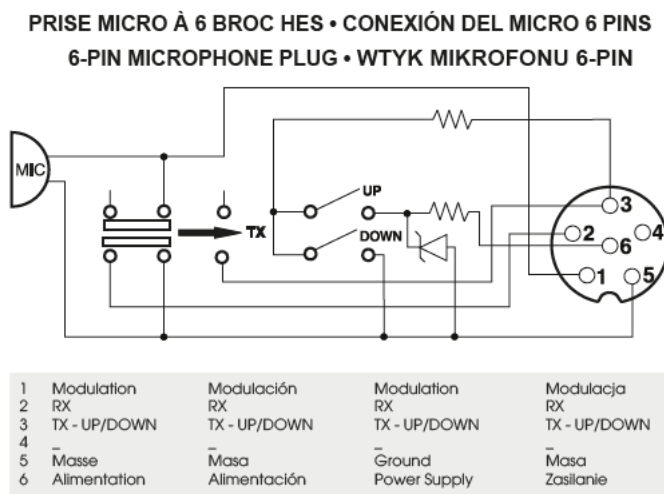 PRISE MICRO À 6 BROC HES • CONEXIÓN DEL MICRO 6 PINS
6-PIN MICROPHONE PLUG • WTYK MIKROFONU 6-PIN
MIC
UP
TX
DOWN
3
2
4
6
1
5
1 Modulation Modulación Modulation Modulacja
2 RX RX RX RX
3 TX - UP/DOWN TX - UP/DOWN TX - UP/DOWN TX - UP/DOWN
4 – – – –
5 Masse Masa Ground Masa
6 Alimentation Alimentación Power Supply Zasilanie